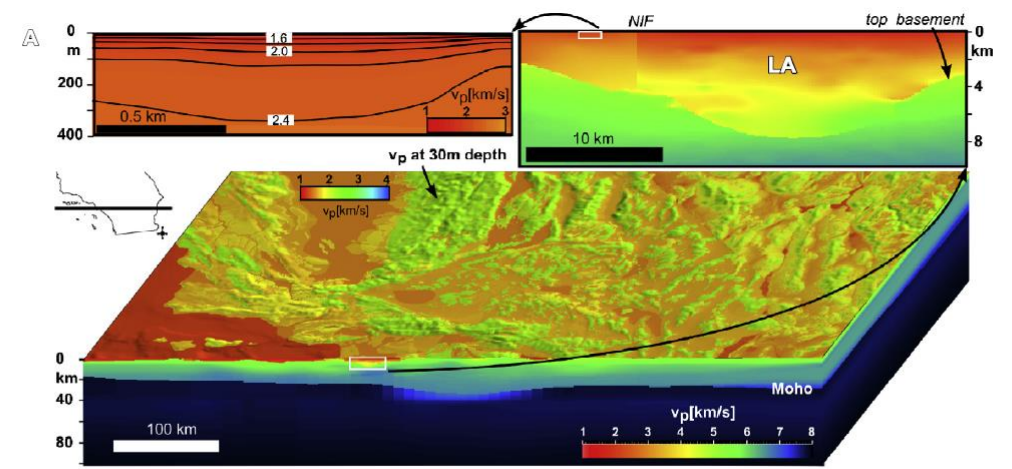 A
0
m
200
400
1.6
2.0
2.4
0.5 km
vp[km/s]
1 2 3
NIF
top basement
LA
0
km
4
8
10 km
vp at 30m depth
1 2 3 4
vp[km/s]
0
km
40
80
100 km
Moho
vp[km/s]
1 2 3 4 5 6 7 8